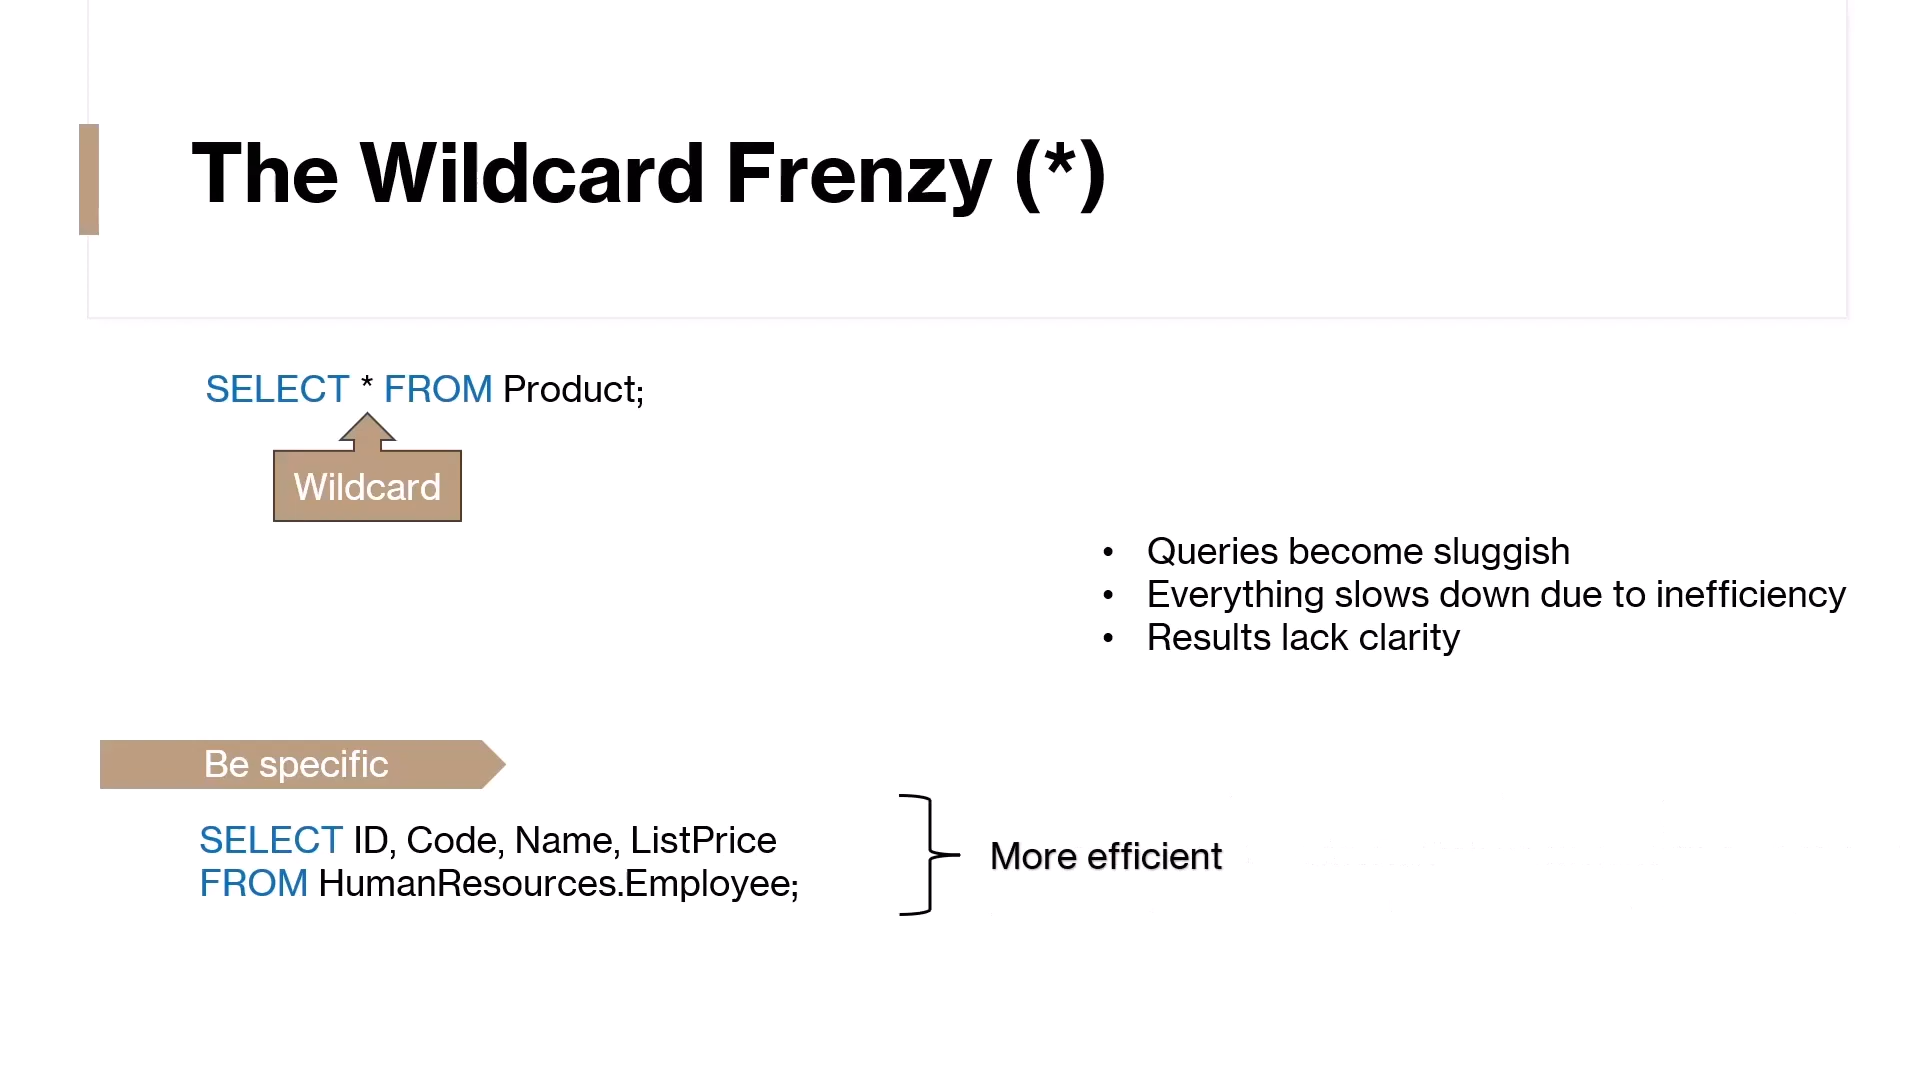 The Wildcard Frenzy (*)
SELECT * FROM Product;
Wildcard
• Queries become sluggish
• Everything slows down due to inefficiency
• Results lack clarity
Be specific
SELECT ID, Code, Name, ListPrice
FROM HumanResources.Employee;
More efficient